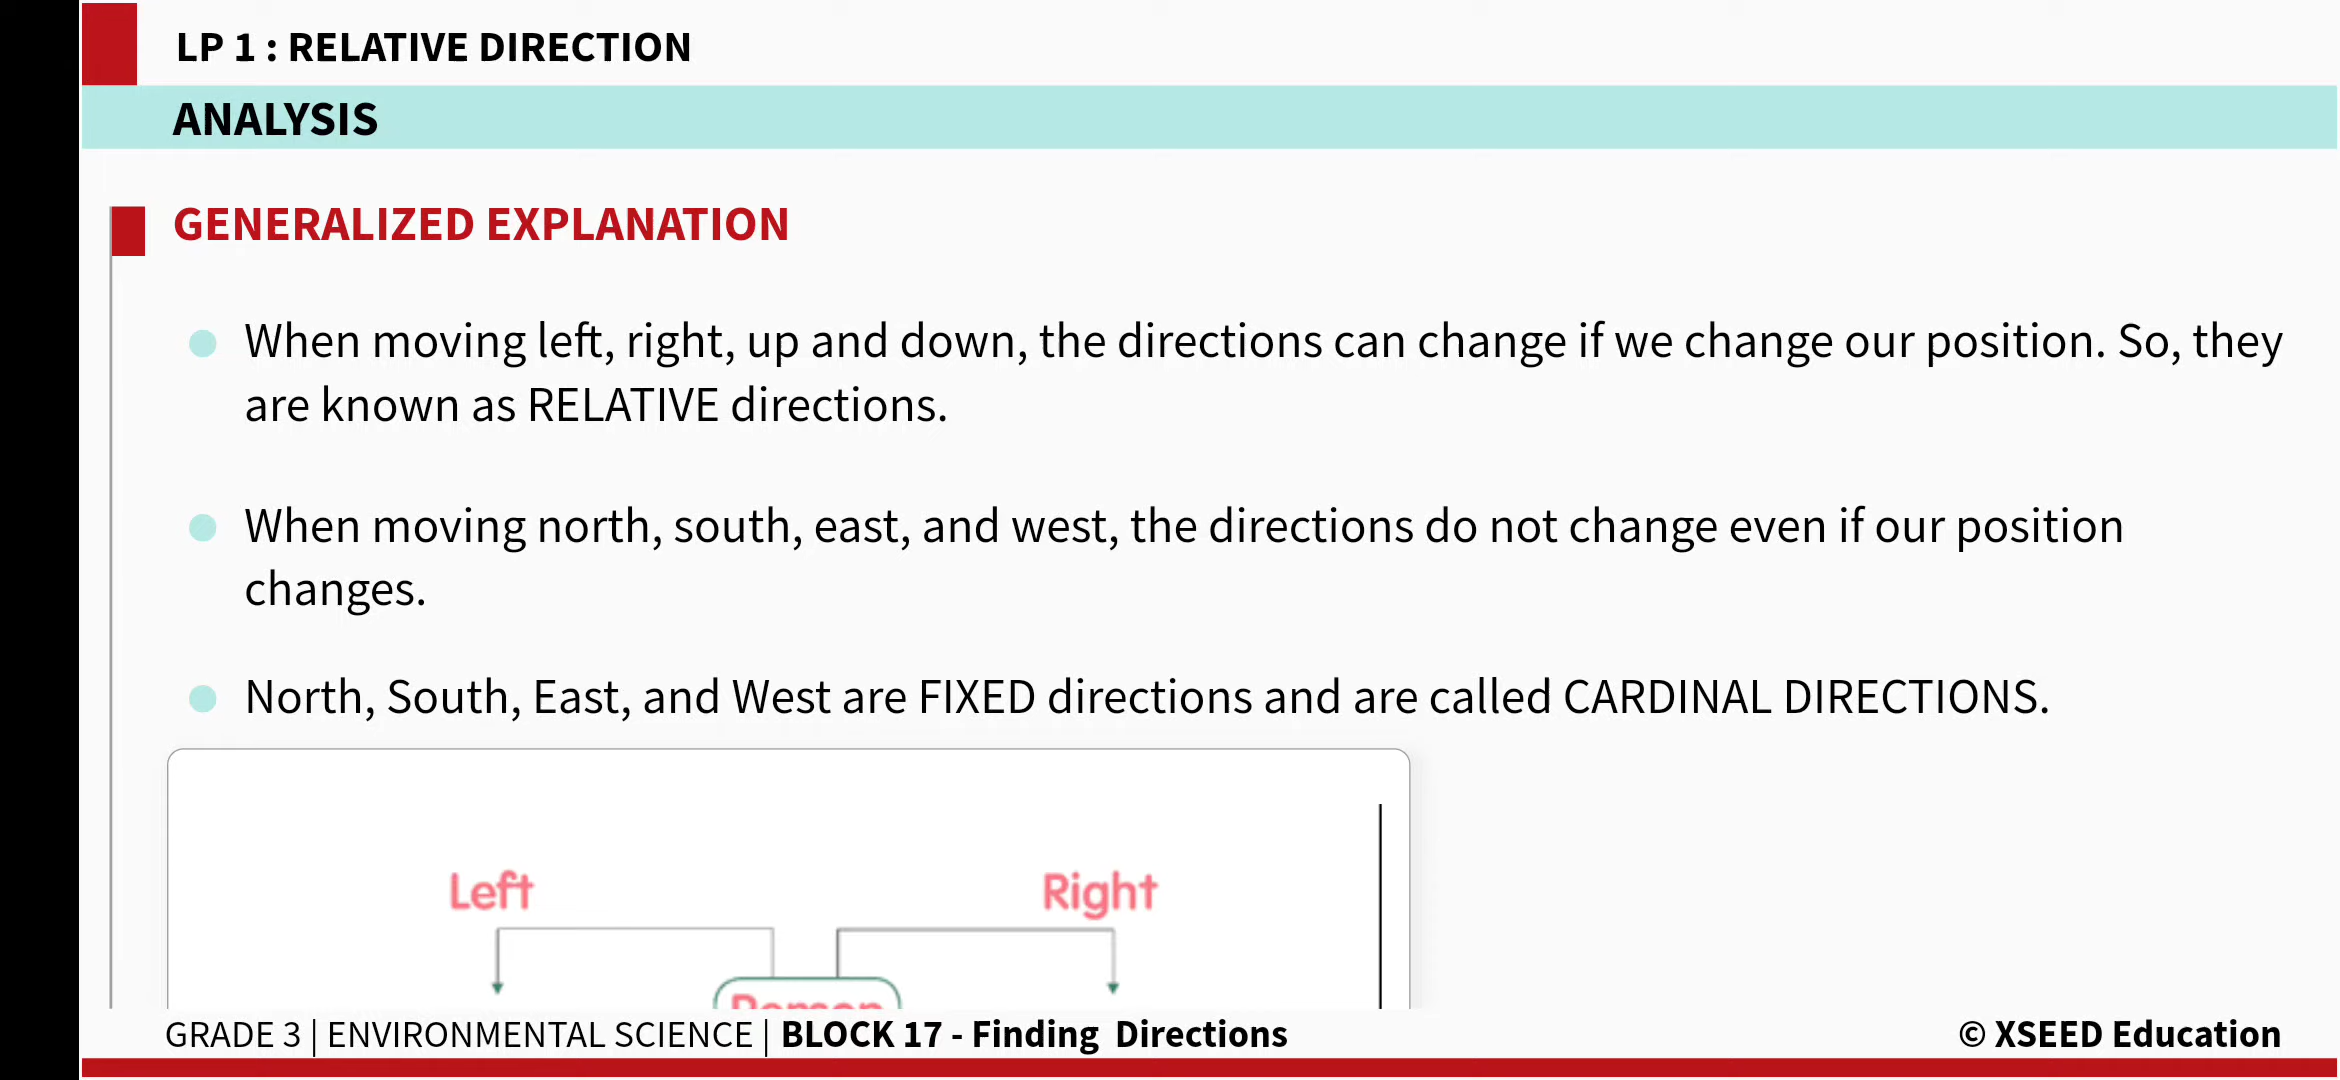 LP 1 : RELATIVE DIRECTION
ANALYSIS
GENERALIZED EXPLANATION
When moving left, right, up and down, the directions can change if we change our position. So, they
are known as RELATIVE directions.
When moving north, south, east, and west, the directions do not change even if our position
changes.
North, South, East, and West are FIXED directions and are called CARDINAL DIRECTIONS.
Left Right
Person
GRADE 3 | ENVIRONMENTAL SCIENCE | BLOCK 17 - Finding Directions © XSEED Education